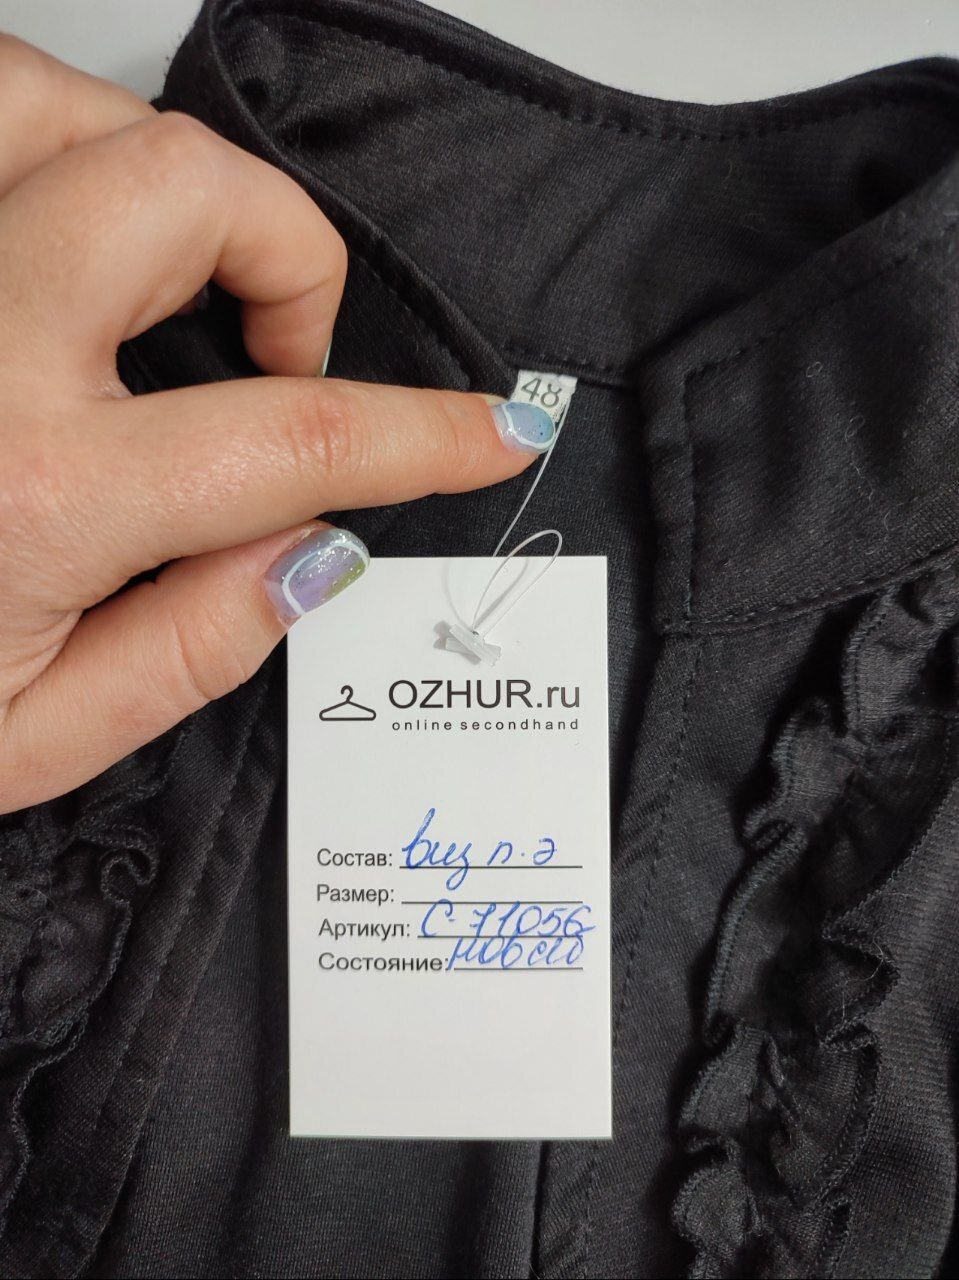 48
OZHUR.ru
online secondhand
Состав: виз п.э
Размер:
Артикул: С-71056
Состояние: новое